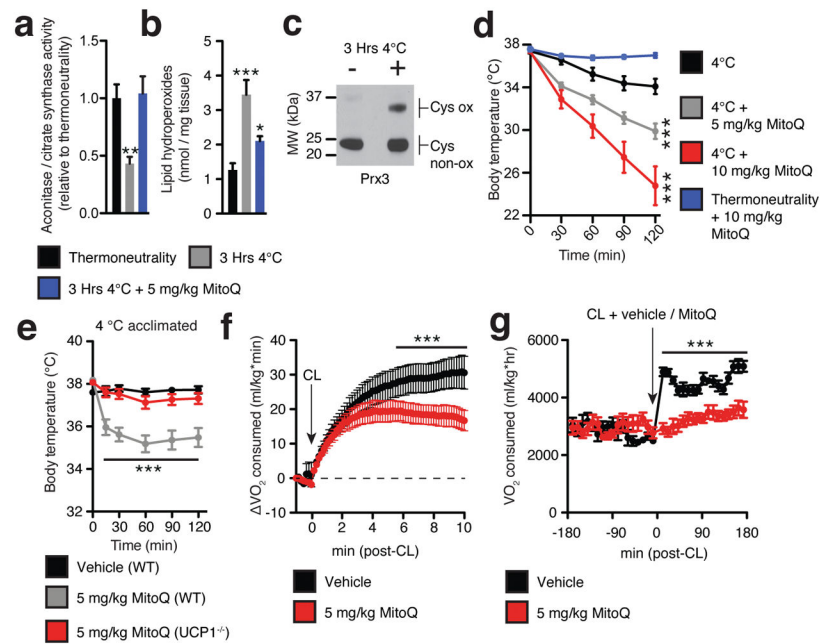 a
Aconitase / citrate synthase activity
(relative to thermoneutrality)
1.5
1.0
0.5
0.0
**
b
Lipid hydroperoxides
(nmol / mg tissue)
5
4
3
2
1
0
***
*
Thermoneutrality
3 Hrs 4°C
3 Hrs 4°C + 5 mg/kg MitoQ
c
3 Hrs 4°C
- +
MW (kDa)
37
25
20
Cys ox
Cys
non-ox
Prx3
d
Body temperature (°C)
38
34
30
26
22
0 30 60 90 120
Time (min)
***
***
4°C
4°C +
5 mg/kg MitoQ
4°C +
10 mg/kg MitoQ
Thermoneutrality
+ 10 mg/kg
MitoQ
e
4 °C acclimated
Body temperature (°C)
40
38
36
34
32
***
0 30 60 90 120
Time (min)
Vehicle (WT)
5 mg/kg MitoQ (WT)
5 mg/kg MitoQ (UCP1-/-)
f
ΔVO2 consumed (ml/kg*min)
40
30
20
10
0
-10
CL
***
0 2 4 6 8 10
min (post-CL)
Vehicle
5 mg/kg MitoQ
g
CL + vehicle / MitoQ
VO2 consumed (ml/kg*hr)
6000
4000
2000
0
***
-180 -90 0 90 180
min (post-CL)
Vehicle
5 mg/kg MitoQ